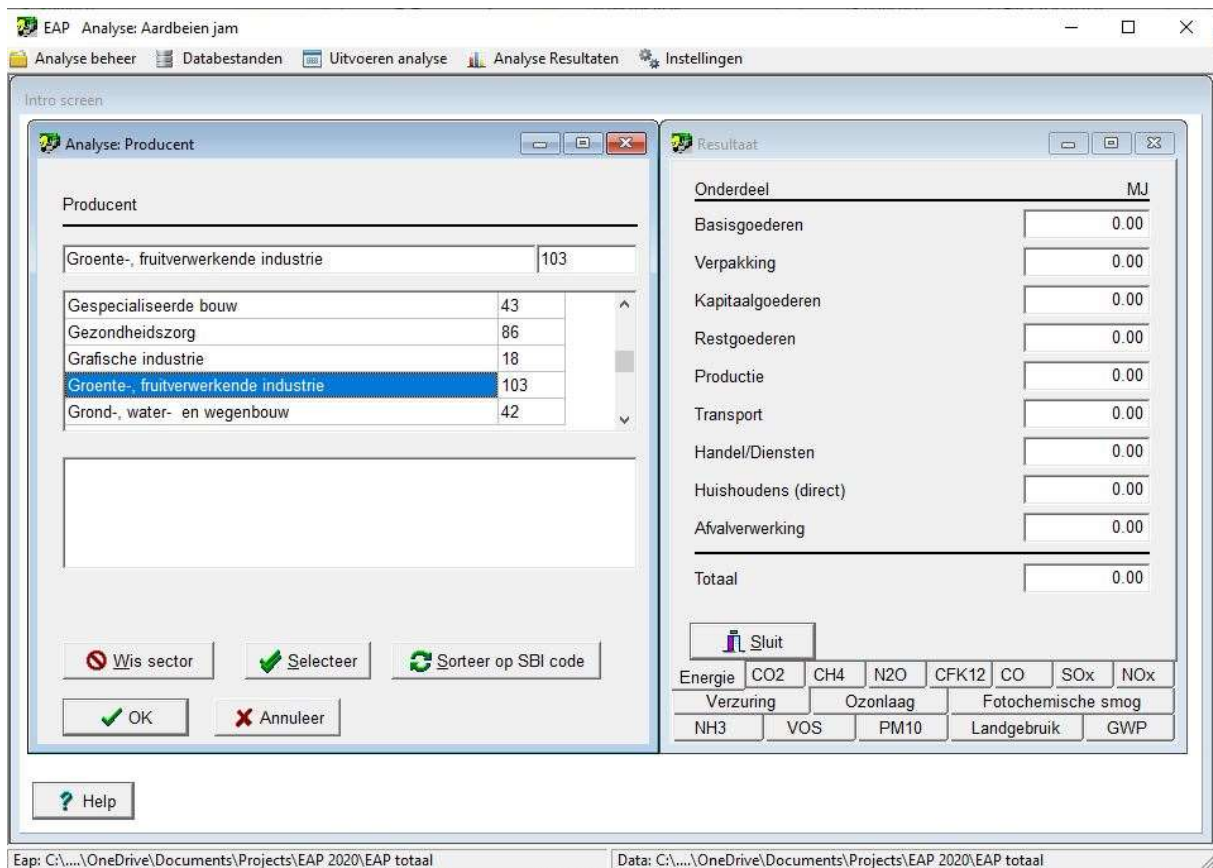 EAP Analyse: Aardbeien jam
Analyse beheer Databestanden Uitvoeren analyse Analyse Resultaten Instellingen
Intro screen
Analyse: Producent
Producent
Groente-, fruitverwerkende industrie 103
Gespecialiseerde bouw 43
Gezondheidszorg 86
Grafische industrie 18
Groente-, fruitverwerkende industrie 103
Grond-, water- en wegenbouw 42
Wis sector Selecteer Sorteer op SBI code
OK Annuleer
Resultaat
Onderdeel MJ
Basisgoederen 0.00
Verpakking 0.00
Kapitaalgoederen 0.00
Restgoederen 0.00
Productie 0.00
Transport 0.00
Handel/Diensten 0.00
Huishoudens (direct) 0.00
Afvalverwerking 0.00
Totaal 0.00
Sluit
Energie CO2 CH4 N2O CFK12 CO SOx NOx
Verzuring Ozonlaag Fotochemische smog
NH3 VOS PM10 Landgebruik GWP
Help
Eap: C:\....\OneDrive\Documents\Projects\EAP 2020\EAP totaal Data: C:\....\OneDrive\Documents\Projects\EAP 2020\EAP totaal